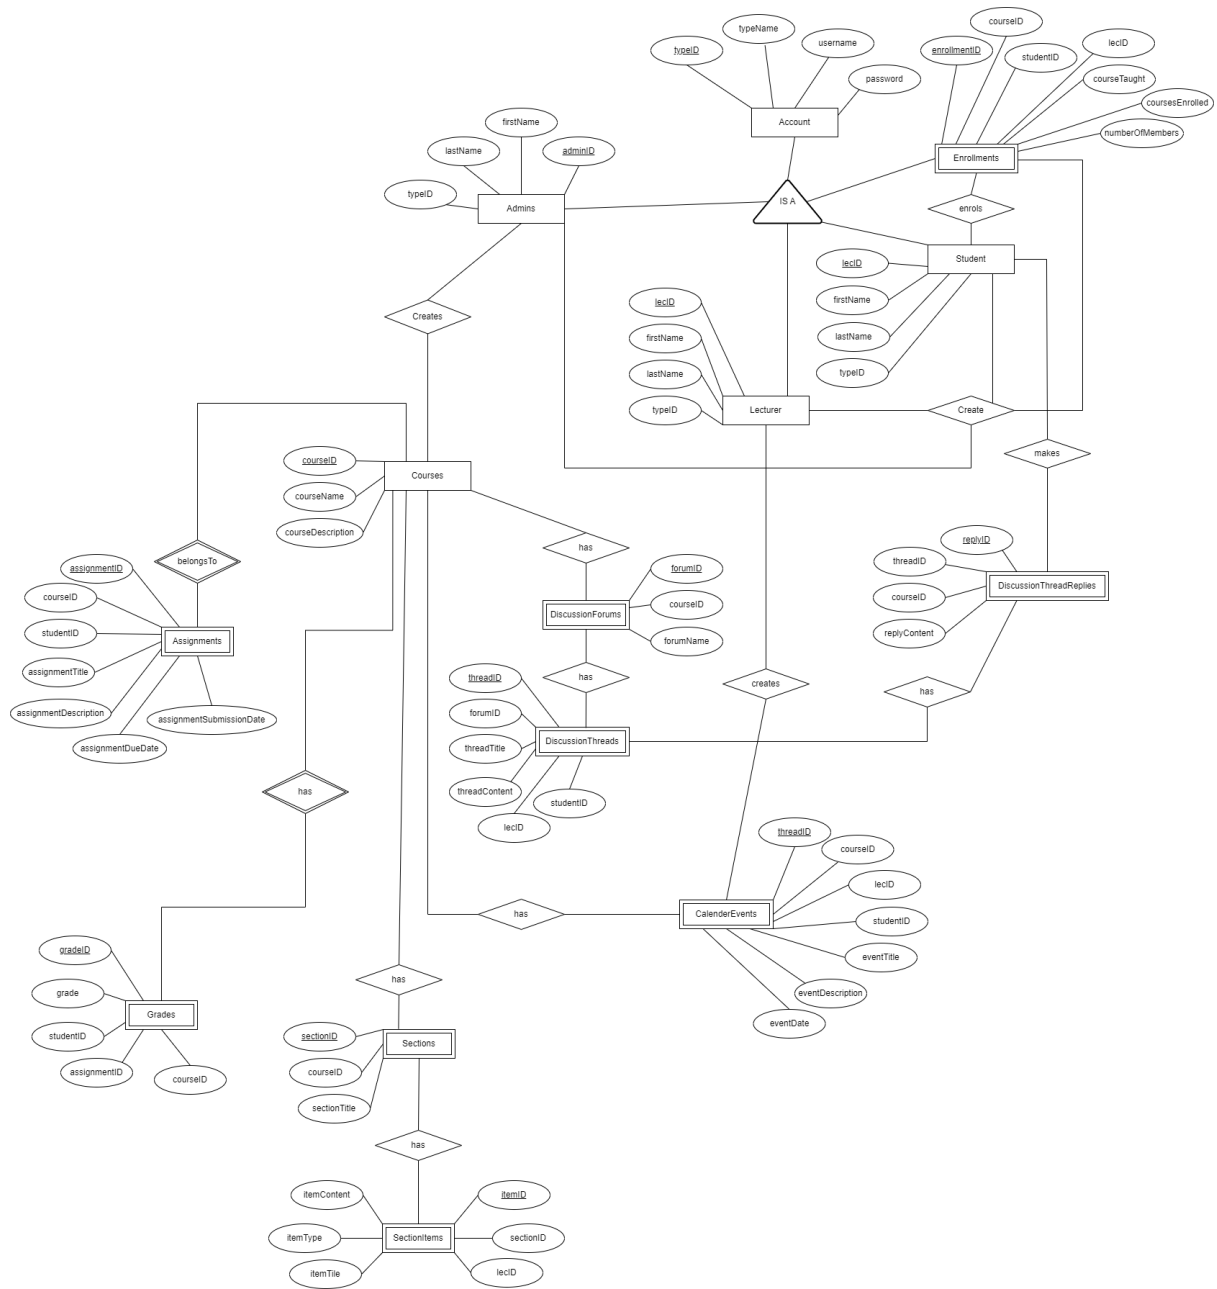 courseID
typeName
lecID
typeID
username
enrollmentID
studentID
password
courseTaught
coursesEnrolled
firstName
Account
numberOfMembers
lastName
adminID
Enrollments
typeID
IS A
Admins
enrols
Student
lecID
firstName
lecID
Creates
firstName
lastName
lastName
typeID
typeID
Lecturer
Create
makes
courseID
Courses
courseName
courseDescription
replyID
has
belongsTo
threadID
assignmentID
forumID
DiscussionThreadReplies
courseID
courseID
courseID
DiscussionForums
studentID
Assignments
forumName
replyContent
assignmentTitle
threadID
has
creates
has
assignmentDescription
forumID
assignmentSubmissionDate
assignmentDueDate
threadTitle
DiscussionThreads
has
threadContent
studentID
lecID
threadID
courseID
lecID
has
CalenderEvents
studentID
gradeID
eventTitle
has
grade
eventDescription
Grades
studentID
eventDate
sectionID
Sections
assignmentID
courseID
courseID
sectionTitle
has
itemContent
itemID
itemType
SectionItems
sectionID
itemTile
lecID